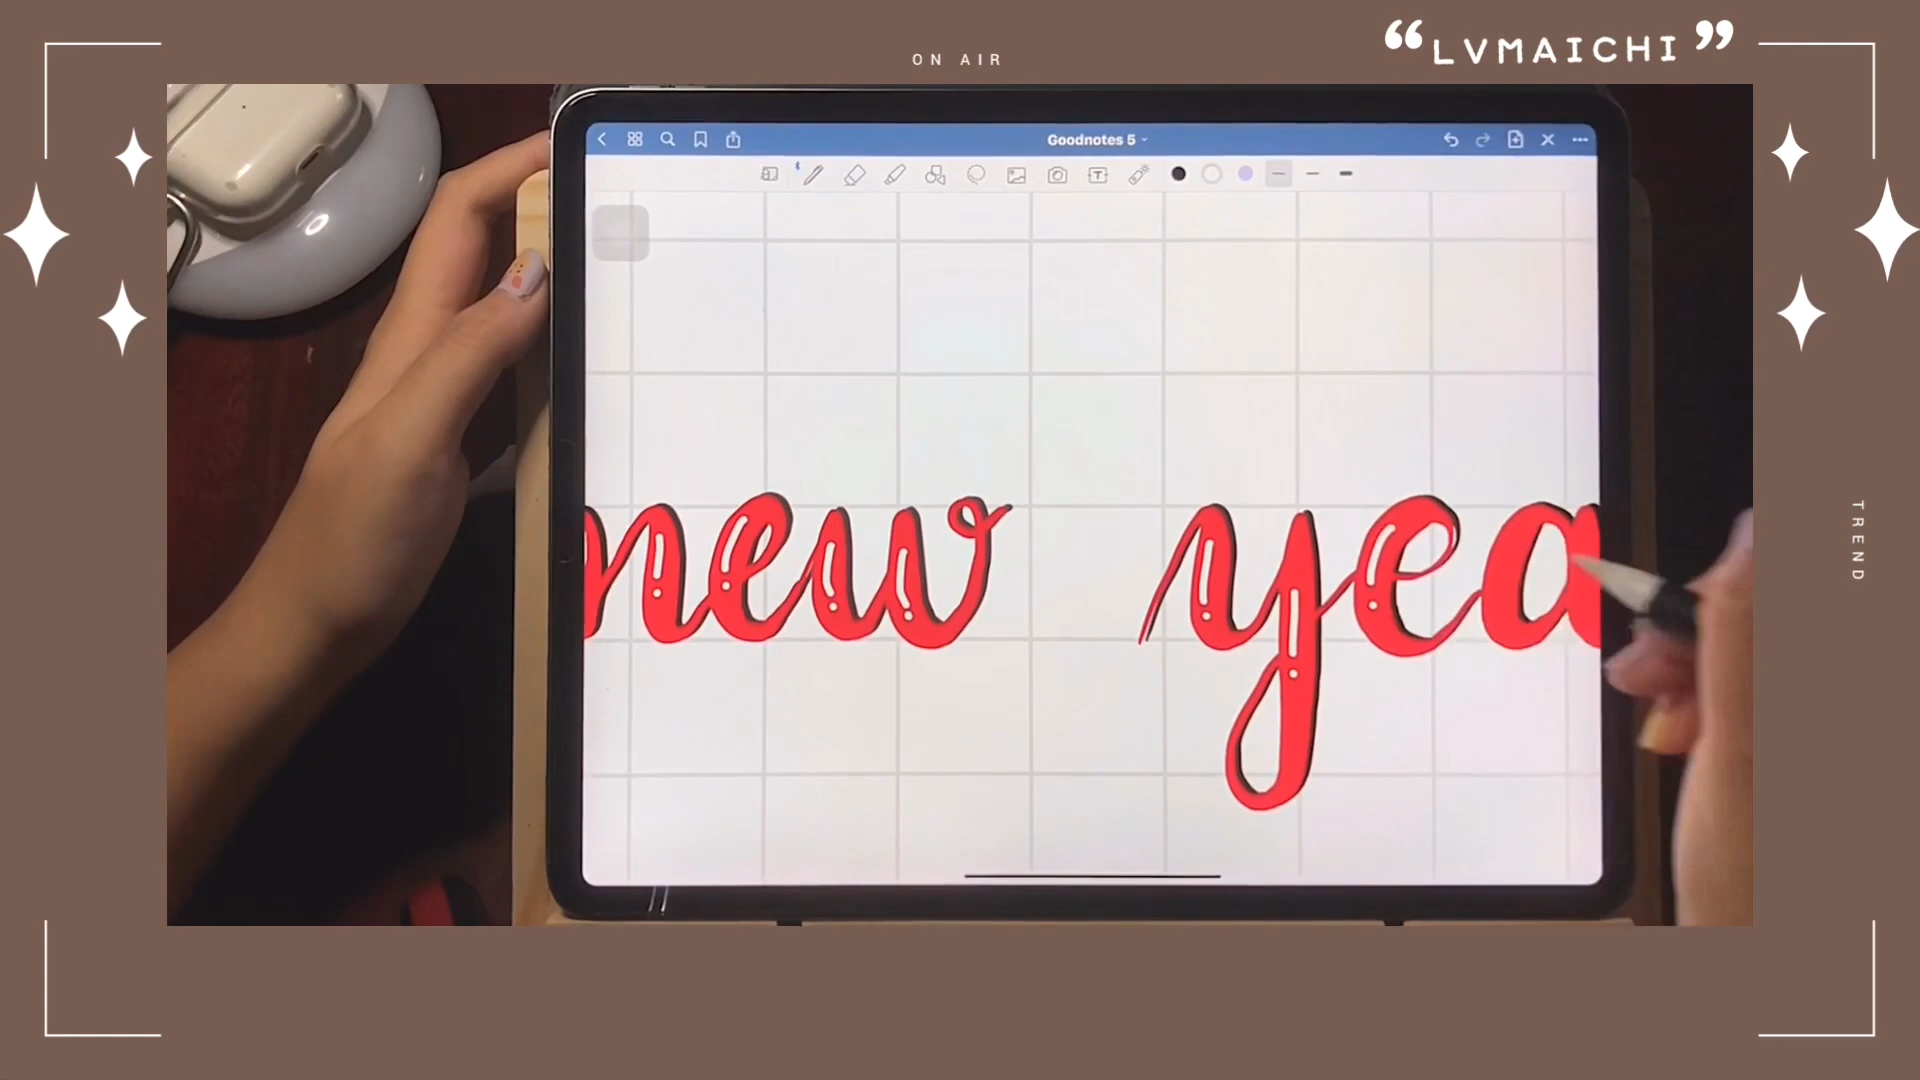 ON AIR
“LVMAICHI”
Goodnotes 5
T
new yea
TREND